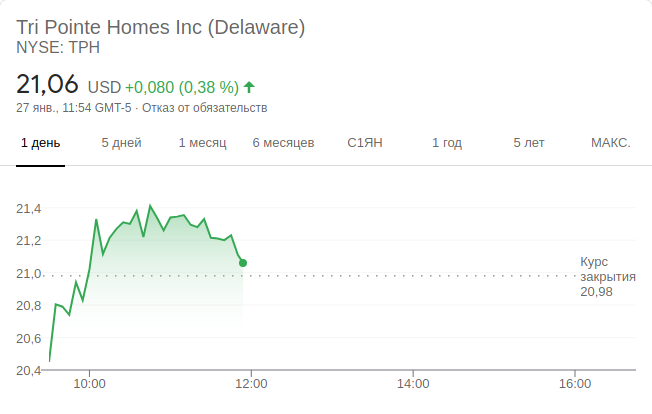 Tri Pointe Homes Inc (Delaware)
NYSE: TPH
21,06 USD +0,080 (0,38 %)
27 янв., 11:54 GMT-5 · Отказ от обязательств
1 день 5 дней 1 месяц 6 месяцев С1ЯН 1 год 5 лет МАКС.
21,4
21,2
21,0
20,8
20,6
20,4
Курс
закрытия
20,98
10:00 12:00 14:00 16:00